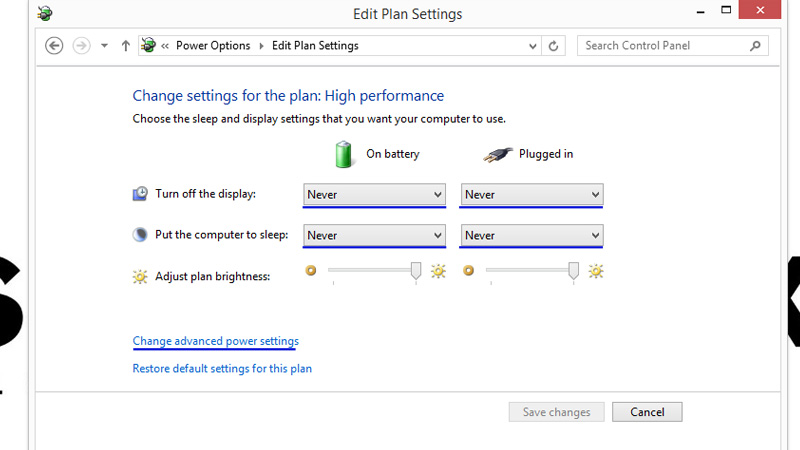 Edit Plan Settings
« Power Options Edit Plan Settings
Search Control Panel
Change settings for the plan: High performance
Choose the sleep and display settings that you want your computer to use.
On battery
Plugged in
Turn off the display:
Never
Never
Put the computer to sleep:
Never
Never
Adjust plan brightness:
Change advanced power settings
Restore default settings for this plan
Save changes
Cancel